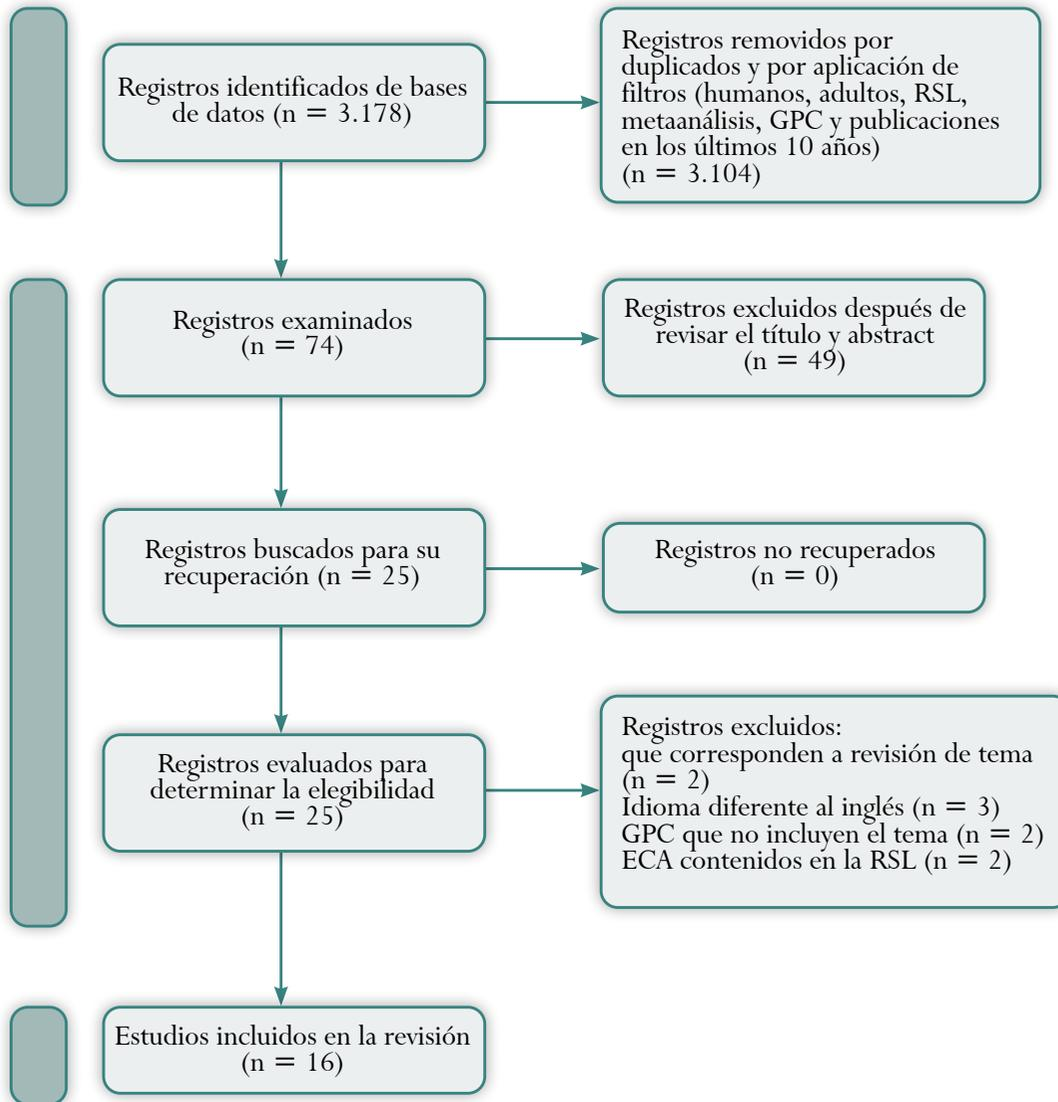 Registros identificados de bases
de datos (n = 3.178)
Registros removidos por
duplicados y por aplicación de
filtros (humanos, adultos, RSL,
metaanálisis, GPC y publicaciones
en los últimos 10 años)
(n = 3.104)
Registros examinados
(n = 74)
Registros excluidos después de
revisar el título y abstract
(n = 49)
Registros buscados para su
recuperación (n = 25)
Registros no recuperados
(n = 0)
Registros evaluados para
determinar la elegibilidad
(n = 25)
Registros excluidos:
que corresponden a revisión de tema
(n = 2)
Idioma diferente al inglés (n = 3)
GPC que no incluyen el tema (n = 2)
ECA contenidos en la RSL (n = 2)
Estudios incluidos en la revisión
(n = 16)